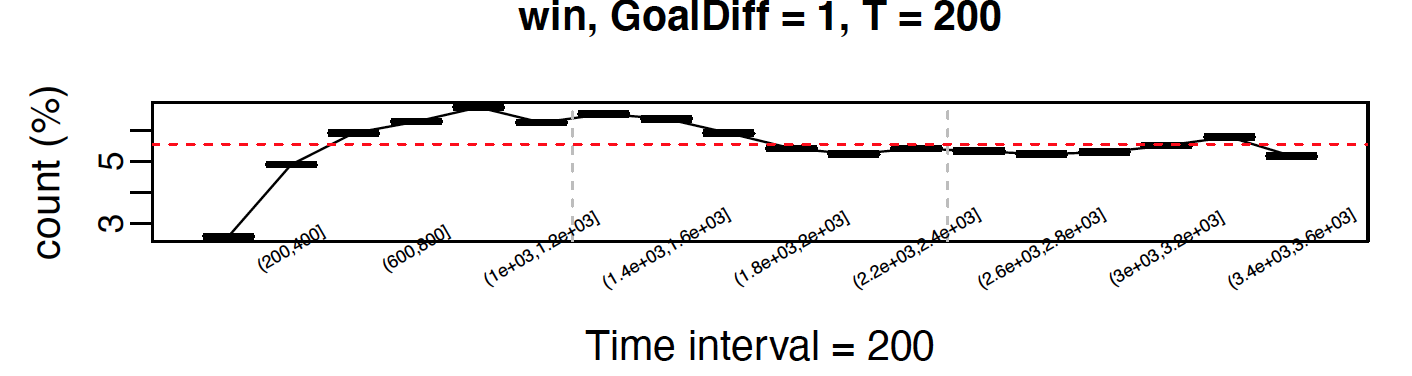 win, GoalDiff = 1, T = 200
count (%)
5
3
(200,400]
(600,800]
(1e+03,1.2e+03]
(1.4e+03,1.6e+03]
(1.8e+03,2e+03]
(2.2e+03,2.4e+03]
(2.6e+03,2.8e+03]
(3e+03,3.2e+03]
(3.4e+03,3.6e+03]
Time interval = 200